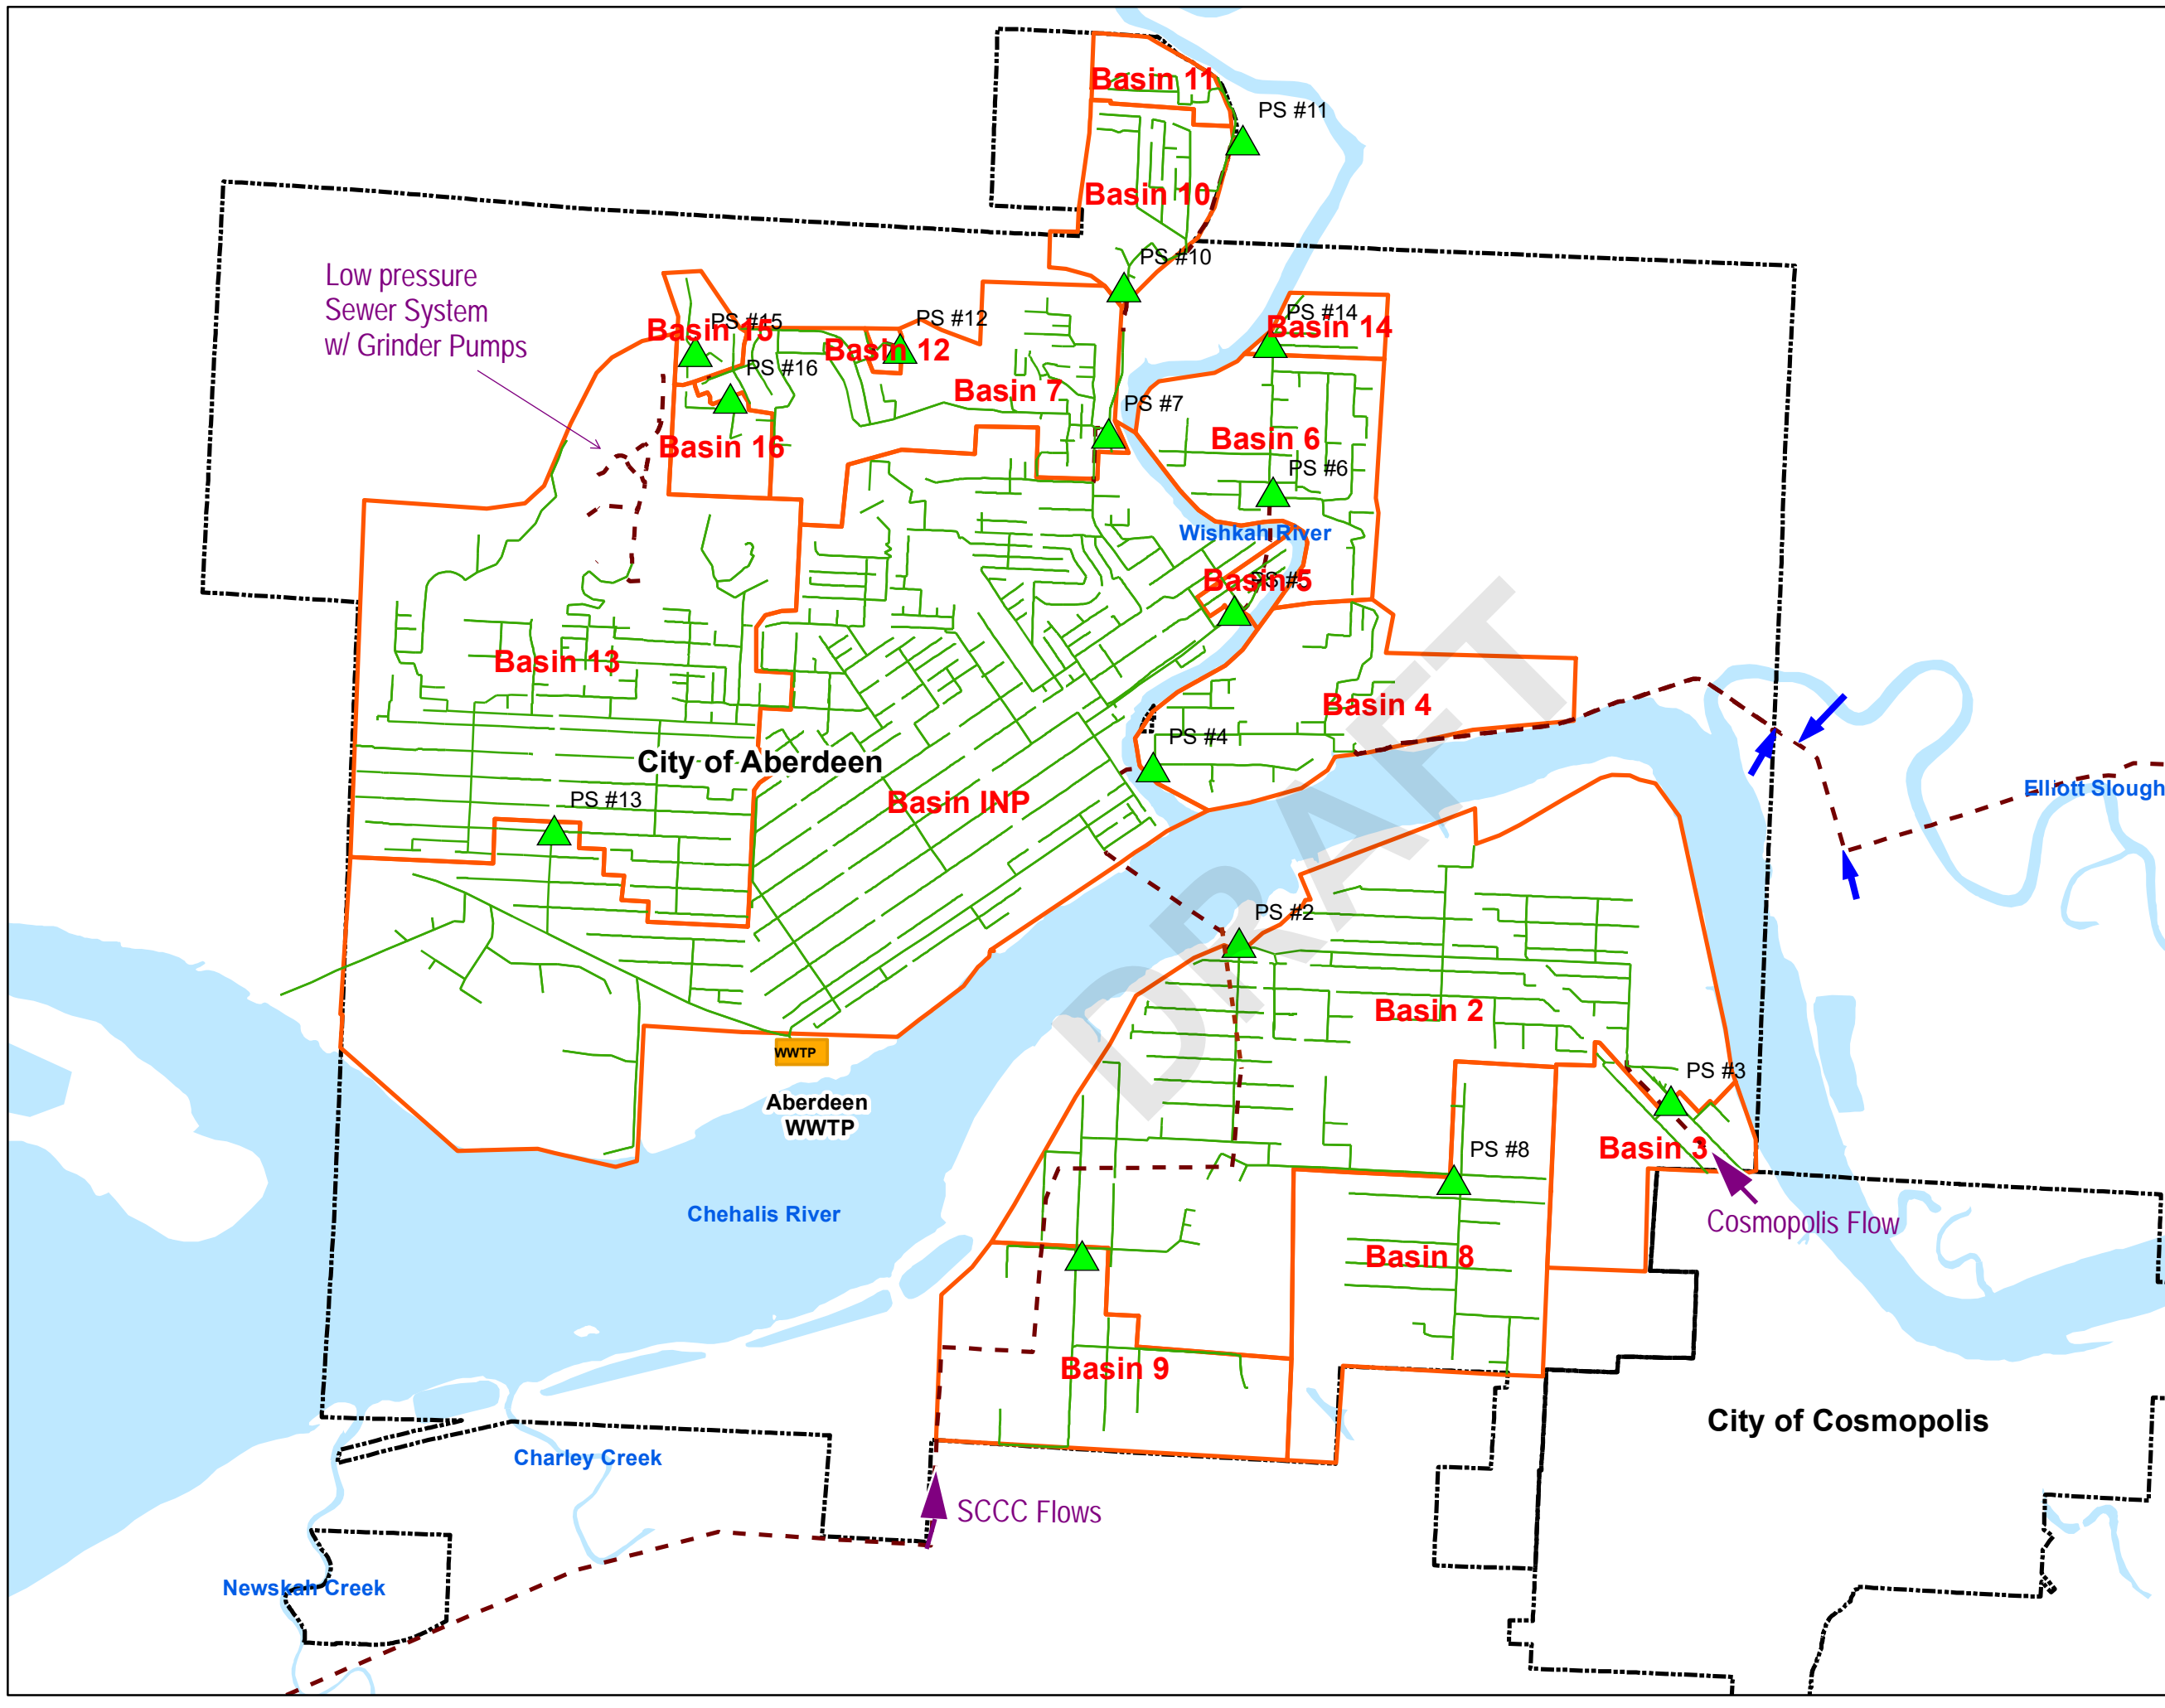 Basin 11
PS #11
Basin 10
PS #10
Low pressure
Sewer System
w/ Grinder Pumps
PS #15
Basin 15
PS #12
Basin 12
PS #14
Basin 14
PS #16
Basin 7
PS #7
Basin 16
Basin 6
PS #6
Wishkah River
Basin 5
PS #5
Basin 13
Basin 4
PS #4
City of Aberdeen
Basin INP
PS #13
Elliott Slough
DRAFT
PS #2
Basin 2
WWTP
Aberdeen
WWTP
PS #3
Basin 3
PS #8
Chehalis River
Cosmopolis Flow
Basin 8
Basin 9
City of Cosmopolis
Charley Creek
SCCC Flows
Newskah Creek